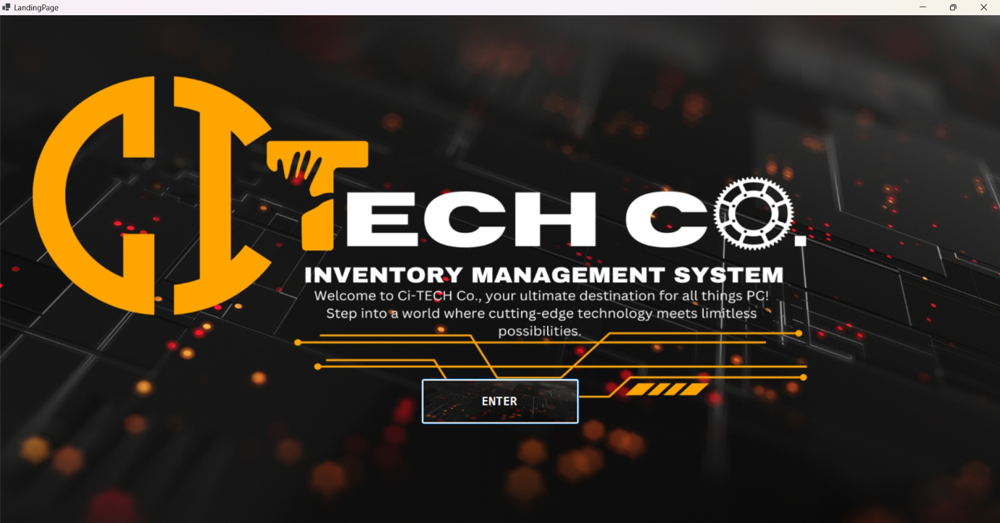 LandingPage
CiTECH CO.
INVENTORY MANAGEMENT SYSTEM
Welcome to Ci-TECH Co., your ultimate destination for all things PC!
Step into a world where cutting-edge technology meets limitless
possibilities.
ENTER